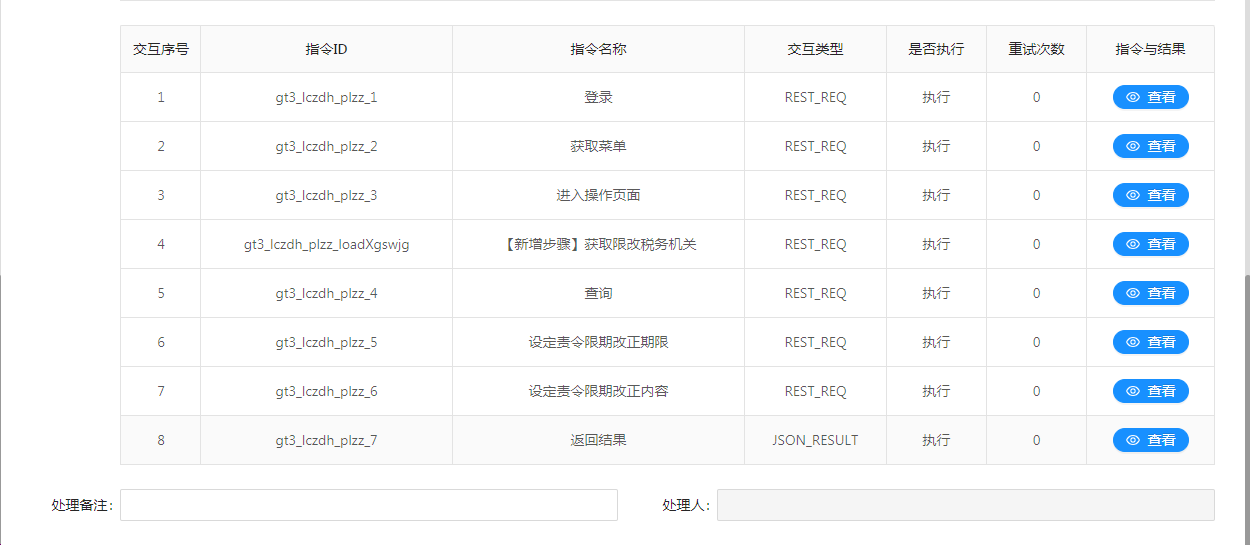 交互序号 指令ID 指令名称 交互类型 是否执行 重试次数 指令与结果
1 gt3_lczdh_plzz_1 登录 REST_REQ 执行 0 查看
2 gt3_lczdh_plzz_2 获取菜单 REST_REQ 执行 0 查看
3 gt3_lczdh_plzz_3 进入操作页面 REST_REQ 执行 0 查看
4 gt3_lczdh_plzz_loadXgswjg 【新增步骤】获取限改税务机关 REST_REQ 执行 0 查看
5 gt3_lczdh_plzz_4 查询 REST_REQ 执行 0 查看
6 gt3_lczdh_plzz_5 设定责令限期改正期限 REST_REQ 执行 0 查看
7 gt3_lczdh_plzz_6 设定责令限期改正内容 REST_REQ 执行 0 查看
8 gt3_lczdh_plzz_7 返回结果 JSON_RESULT 执行 0 查看
处理备注: 处理人: